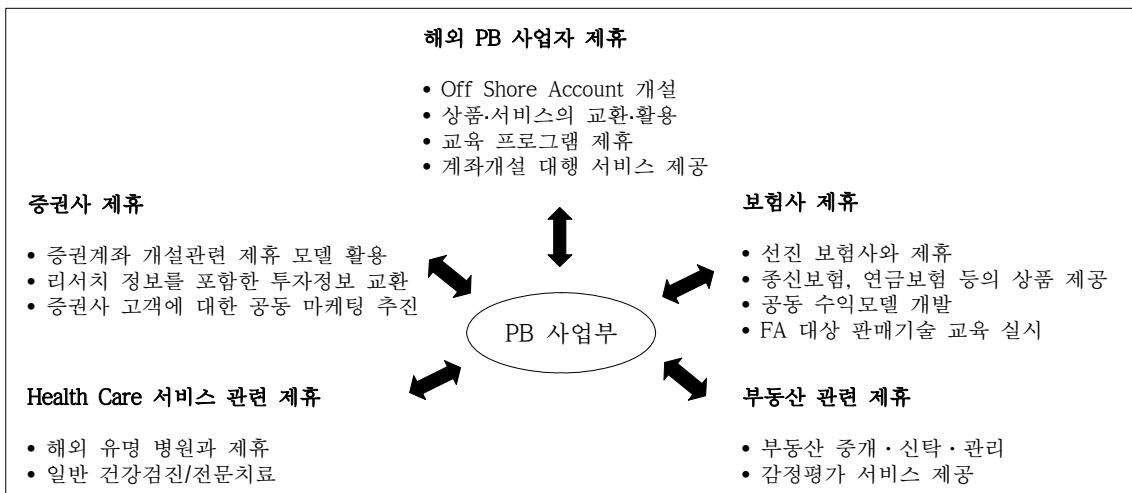 해외 PB 사업자 제휴
• Off Shore Account 개설
• 상품·서비스의 교환·활용
• 교육 프로그램 제휴
• 계좌개설 대행 서비스 제공
증권사 제휴
• 증권계좌 개설관련 제휴 모델 활용
• 리서치 정보를 포함한 투자정보 교환
• 증권사 고객에 대한 공동 마케팅 추진
보험사 제휴
• 선진 보험사와 제휴
• 종신보험, 연금보험 등의 상품 제공
• 공동 수익모델 개발
• FA 대상 판매기술 교육 실시
PB 사업부
Health Care 서비스 관련 제휴
• 해외 유명 병원과 제휴
• 일반 건강검진/전문치료
부동산 관련 제휴
• 부동산 중개·신탁·관리
• 감정평가 서비스 제공